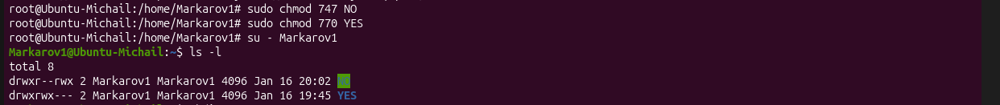 root@Ubuntu-Michail:/home/Markarov1# sudo chmod 747 NO
root@Ubuntu-Michail:/home/Markarov1# sudo chmod 770 YES
root@Ubuntu-Michail:/home/Markarov1# su - Markarov1
Markarov1@Ubuntu-Michail:~$ ls -l
total 8
drwxr--rwx 2 Markarov1 Markarov1 4096 Jan 16 20:02 NO
drwxrwx--- 2 Markarov1 Markarov1 4096 Jan 16 19:45 YES